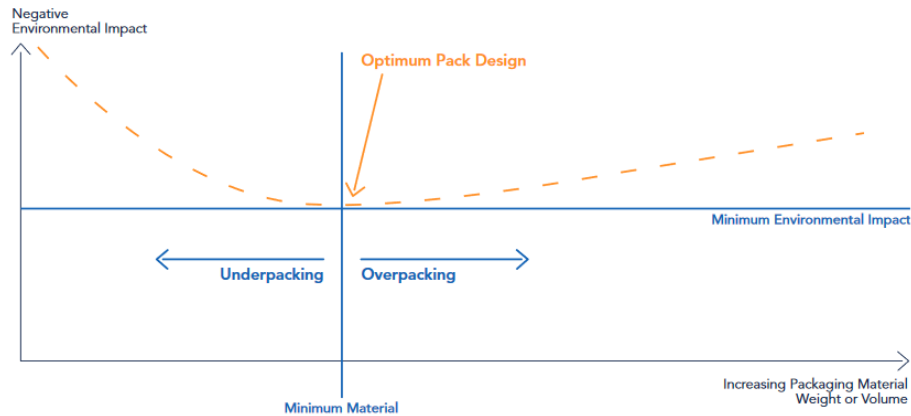 Negative
Environmental Impact
Optimum Pack Design
Minimum Environmental Impact
Underpacking
Overpacking
Increasing Packaging Material
Weight or Volume
Minimum Material